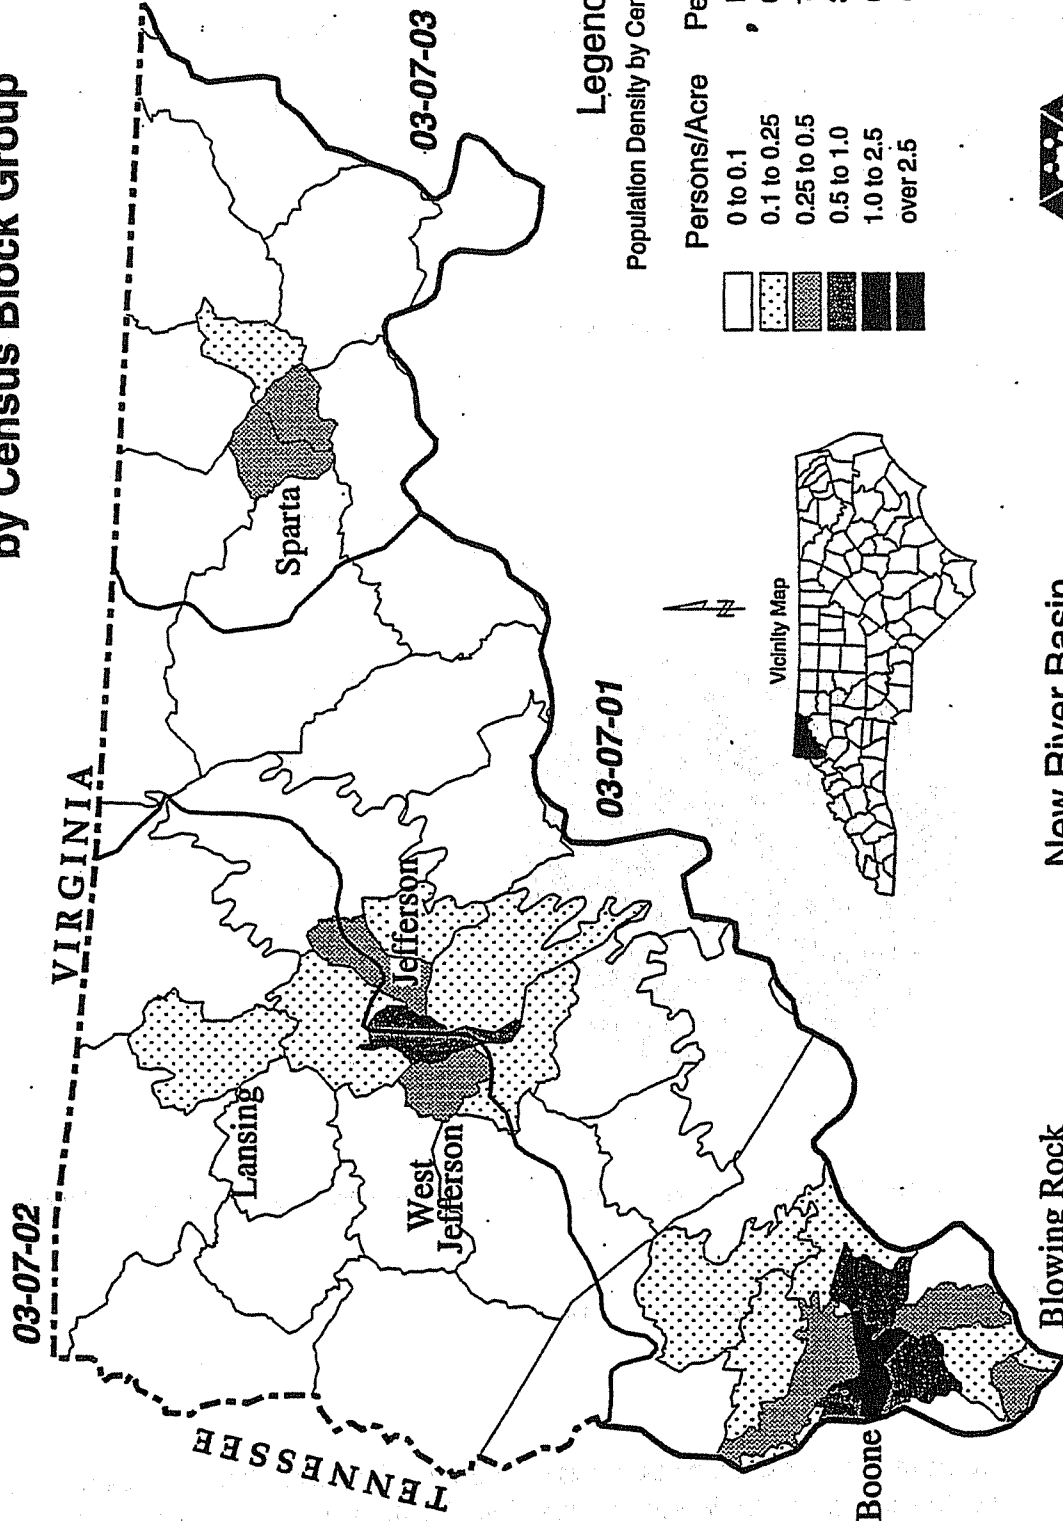 by Census Block Group
03-07-02
VIRGINIA
TENNESSEE
Lansing
West
Jefferson
Jefferson
Sparta
03-07-03
03-07-01
Boone
Blowing Rock
Vicinity Map
N
New River Basin
Legend
Population Density by Cen
Persons/Acre
Pe
0 to 0.1
0.1 to 0.25
0.25 to 0.5
0.5 to 1.0
1.0 to 2.5
over 2.5